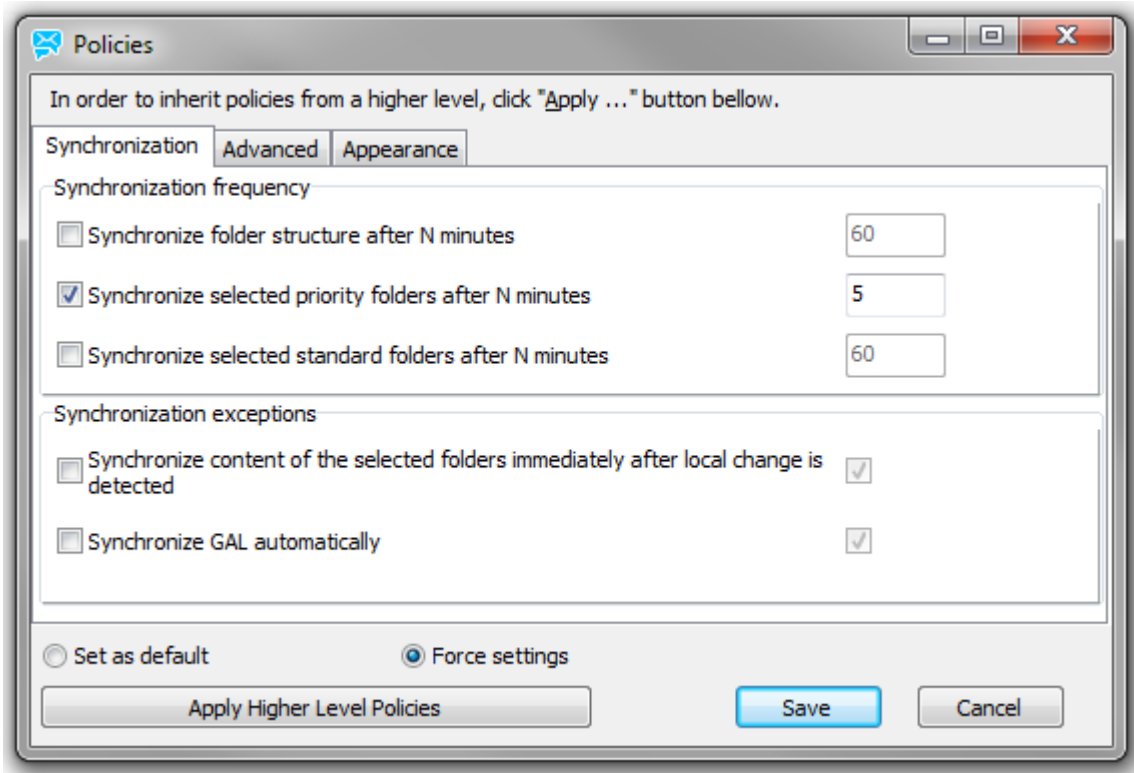 Policies
In order to inherit policies from a higher level, click "Apply ..." button bellow.
Synchronization Advanced Appearance
Synchronization frequency
Synchronize folder structure after N minutes 60
Synchronize selected priority folders after N minutes 5
Synchronize selected standard folders after N minutes 60
Synchronization exceptions
Synchronize content of the selected folders immediately after local change is
detected
Synchronize GAL automatically
Set as default Force settings
Apply Higher Level Policies Save Cancel